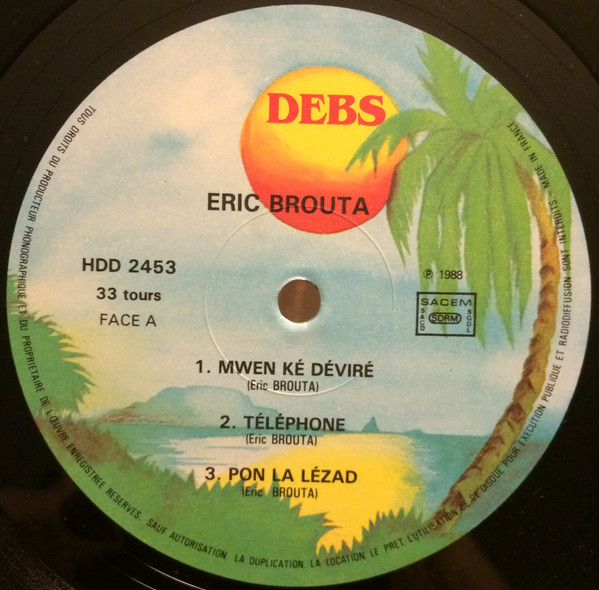 DEBS
ERIC BROUTA
HDD 2453
33 tours
FACE A
℗ 1988
SACEM
SACD
SDRM
SGDL
1. MWEN KÉ DÉVIRÉ
(Eric BROUTA)
2. TÉLÉPHONE
(Eric BROUTA)
3. PON LA LÉZAD
(Eric BROUTA)
TOUS DROITS DU PRODUCTEUR PHONOGRAPHIQUE ET DU PROPRIETAIRE DE L'ŒUVRE ENREGISTREE RESERVES. SAUF AUTORISATION, LA DUPLICATION, LA LOCATION, LE PRET, L'UTILISATION DE CE DISQUE POUR EXECUTION PUBLIQUE ET RADIODIFFUSION SONT INTERDITS - MADE IN FRANCE